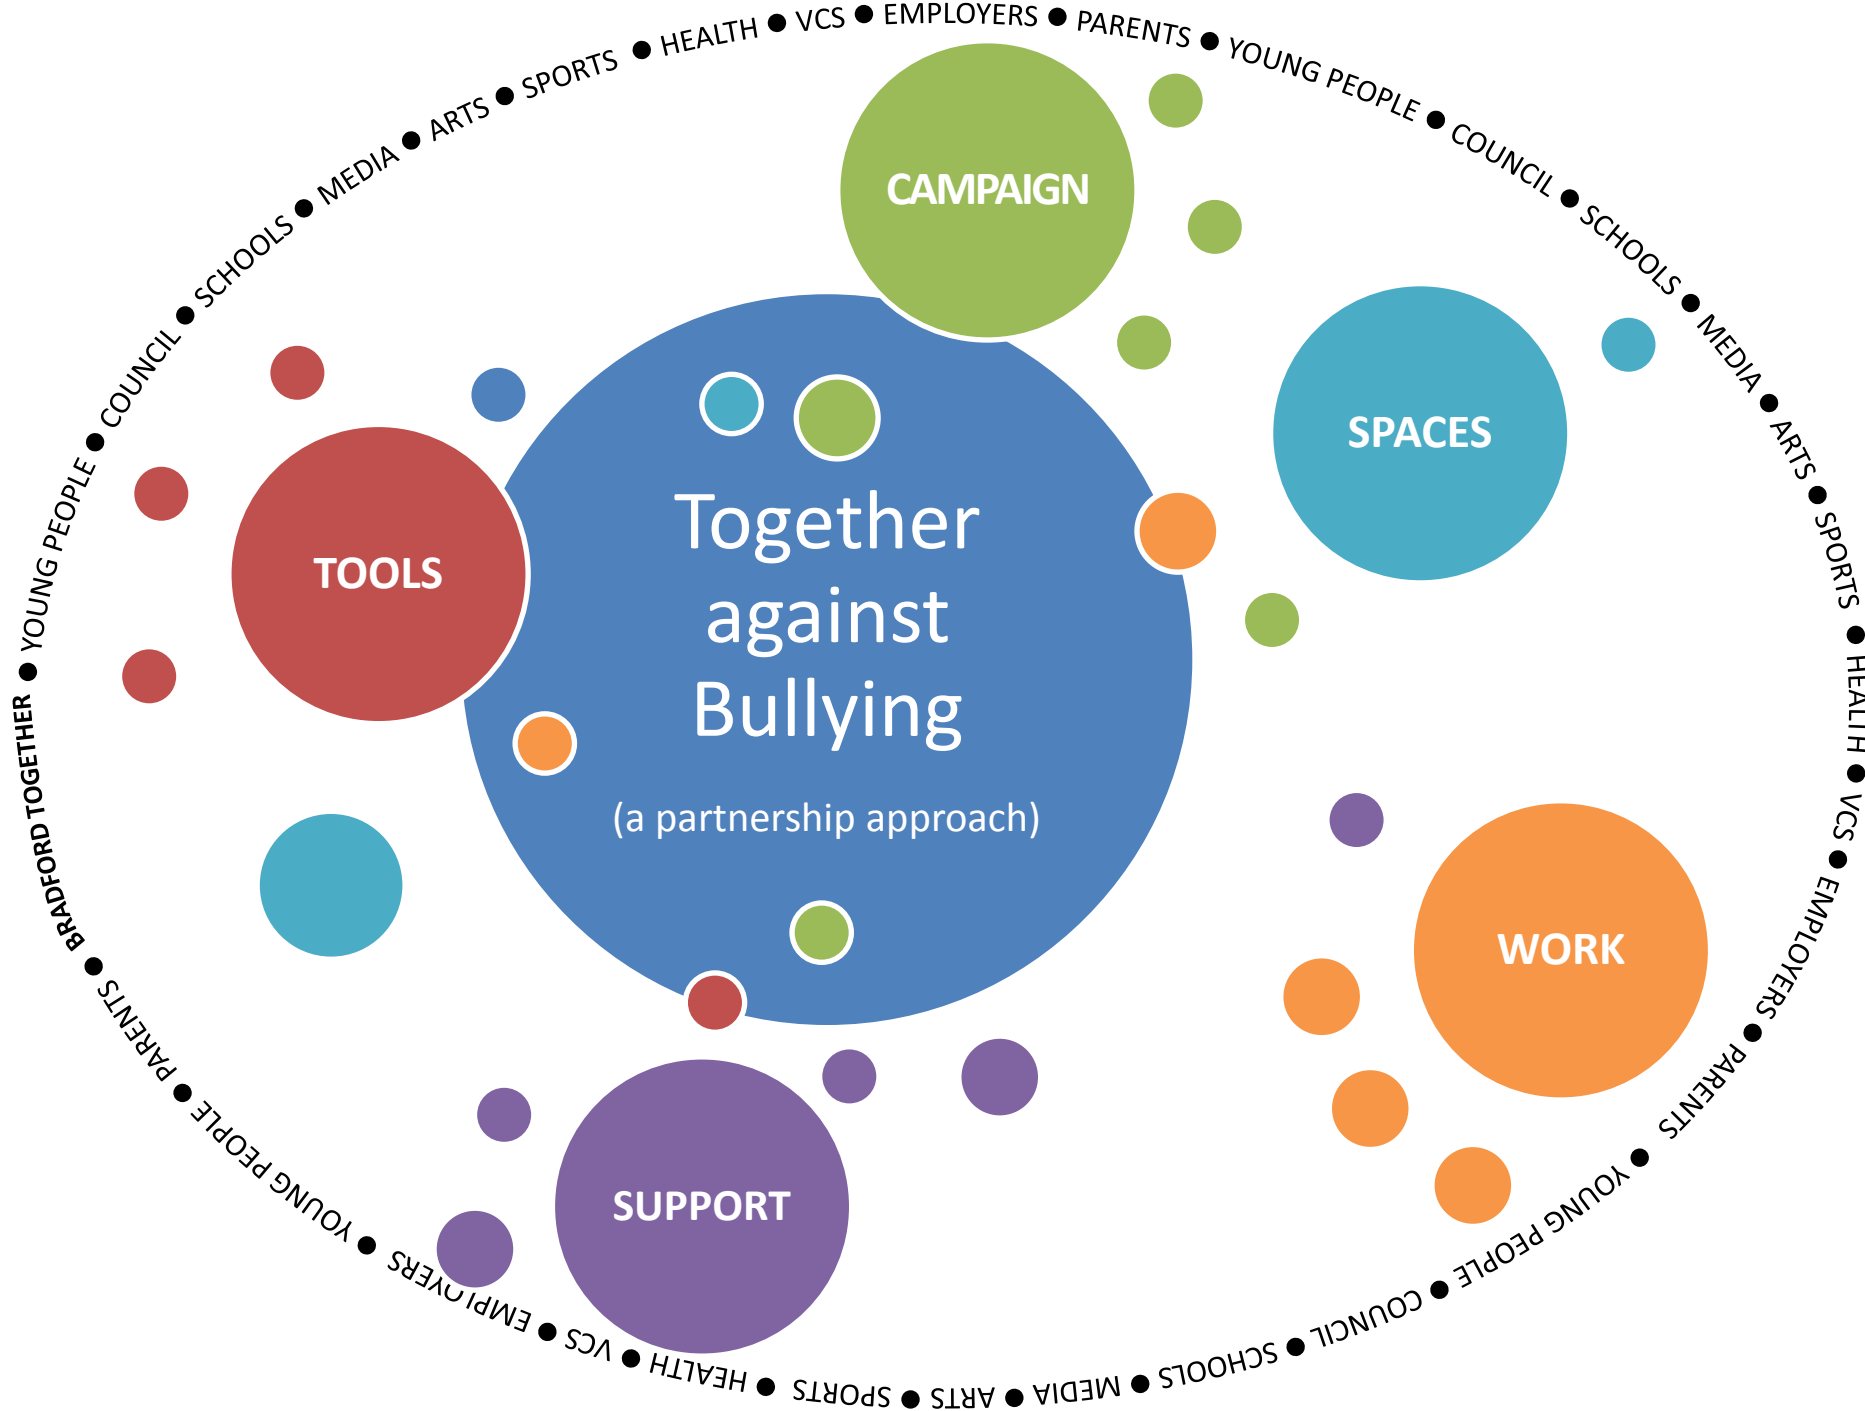 BRADFORD TOGETHER ● YOUNG PEOPLE ● COUNCIL ● SCHOOLS ● MEDIA ● ARTS ● SPORTS ● HEALTH ● VCS ● EMPLOYERS ● PARENTS ● YOUNG PEOPLE ● COUNCIL ● SCHOOLS ● MEDIA ● ARTS ● SPORTS ● HEALTH ● VCS ● EMPLOYERS ● PARENTS ● YOUNG PEOPLE ● COUNCIL ● SCHOOLS ● MEDIA ● ARTS ● SPORTS ● HEALTH ● VCS ● EMPLOYERS ● YOUNG PEOPLE ● PARENTS ●
CAMPAIGN
SPACES
TOOLS
Together
against
Bullying
(a partnership approach)
WORK
SUPPORT